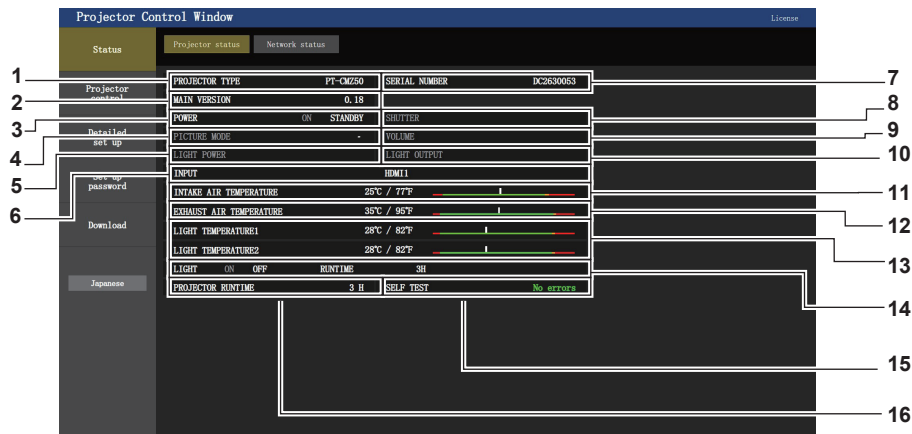 Projector Control Window License
Status
Projector status Network status
1 PROJECTOR TYPE PT-CMZ50 SERIAL NUMBER DC2630053 7
Projector
control
2 MAIN VERSION 0.18
3 POWER ON STANDBY SHUTTER 8
4 PICTURE MODE - VOLUME 9
Detailed
set up
5 LIGHT POWER LIGHT OUTPUT 10
6 INPUT HDMI1
Set up
password
INTAKE AIR TEMPERATURE 25°C / 77°F 11
EXHAUST AIR TEMPERATURE 35°C / 95°F 12
Download
LIGHT TEMPERATURE1 28°C / 82°F
LIGHT TEMPERATURE2 28°C / 82°F 13
LIGHT ON OFF RUNTIME 3H 14
Japanese
PROJECTOR RUNTIME 3 H SELF TEST No errors
15
16